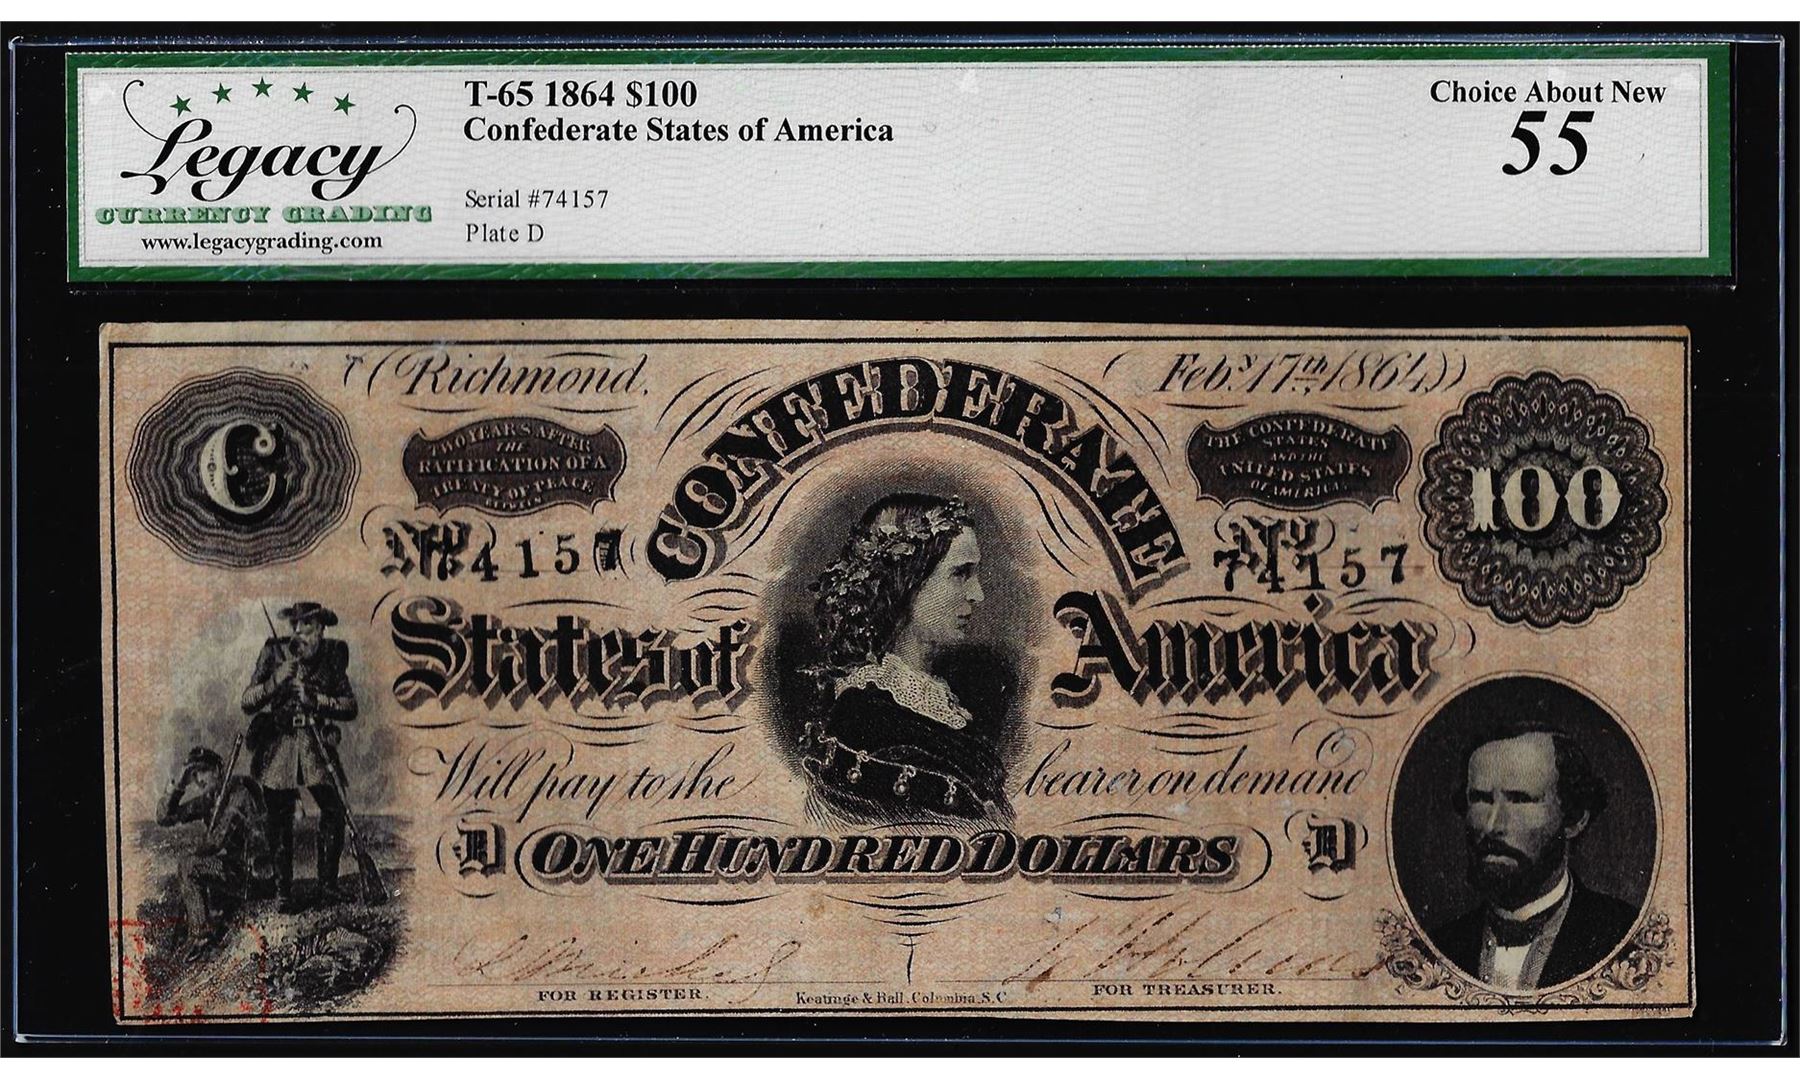 Legacy
CURRENCY GRADING
www.legacygrading.com
T-65 1864 $100
Confederate States of America
Serial #74157
Plate D
Choice About New
55
Richmond,
Feb.y 17th 1864,
C
TWO YEARS AFTER
THE
RATIFICATION OF A
TREATY OF PEACE
BETWEEN
CONFEDERATE
THE CONFEDERATE
STATES
AND THE
UNITED STATES
OF AMERICA
100
No 74157
No 74157
States of America
Will pay to the bearer on demand
D ONE HUNDRED DOLLARS D
FOR REGISTER.
Keatinge & Ball, Columbia, S.C.
FOR TREASURER.